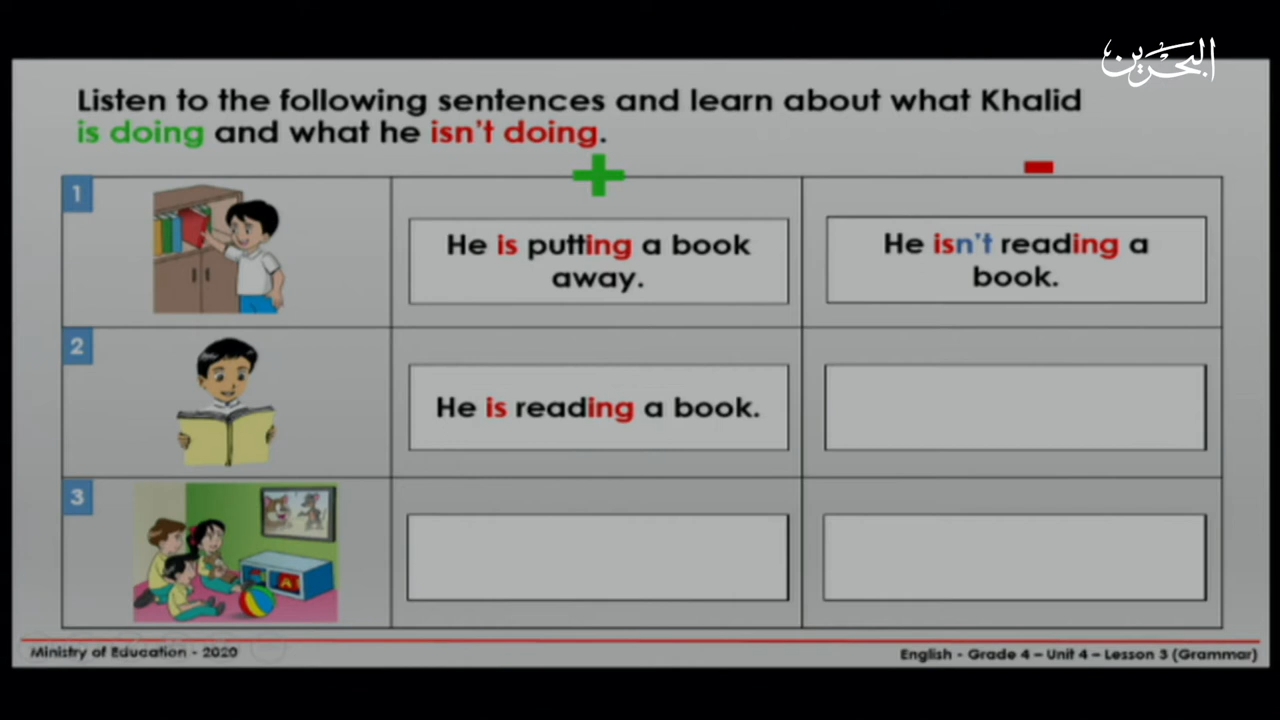 البحرين
Listen to the following sentences and learn about what Khalid
is doing and what he isn't doing.
1
He is putting a book
away.
He isn't reading a
book.
2
He is reading a book.
3
Ministry of Education - 2020
English - Grade 4 – Unit 4 – Lesson 3 (Grammar)